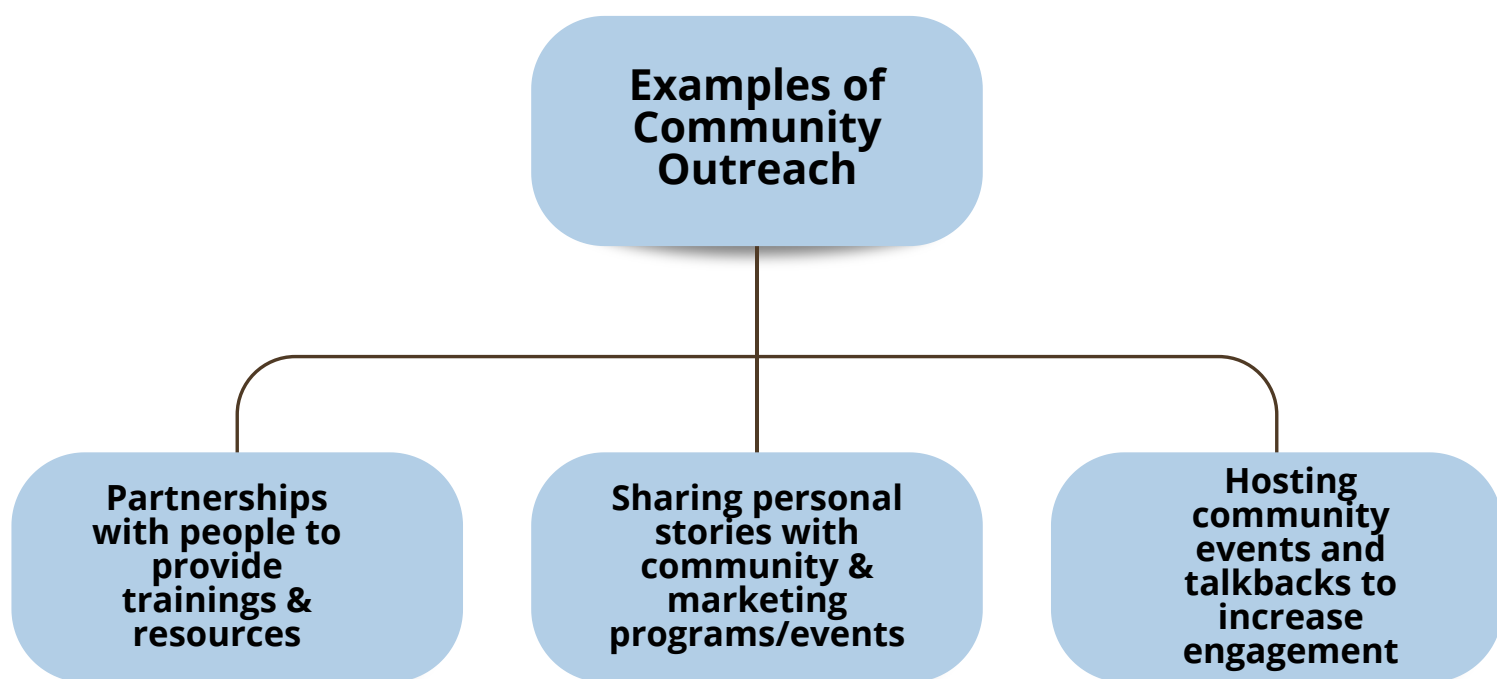 Examples of
Community
Outreach
Partnerships
with people to
provide
trainings &
resources
Sharing personal
stories with
community &
marketing
programs/events
Hosting
community
events and
talkbacks to
increase
engagement